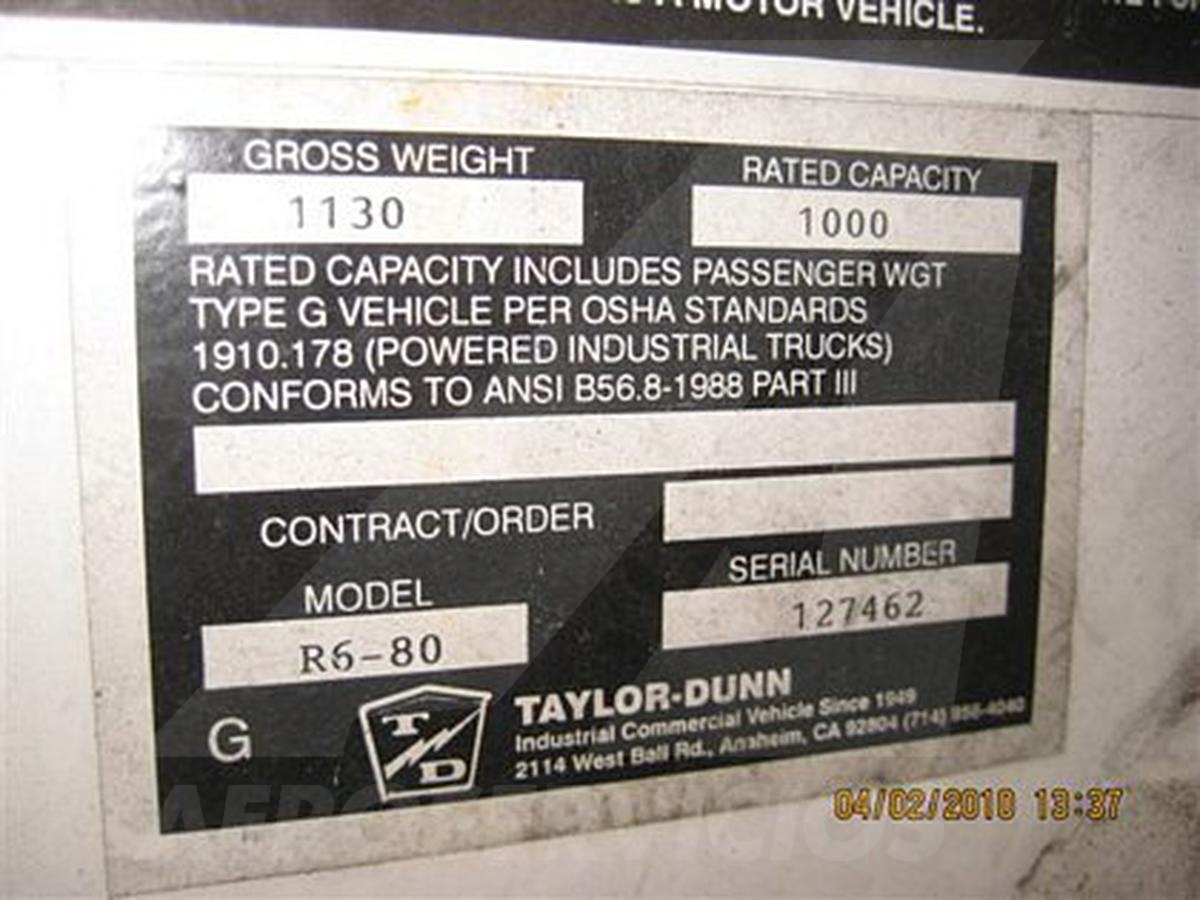 A MOTOR VEHICLE.
GROSS WEIGHT
1130
RATED CAPACITY
1000
RATED CAPACITY INCLUDES PASSENGER WGT
TYPE G VEHICLE PER OSHA STANDARDS
1910.178 (POWERED INDUSTRIAL TRUCKS)
CONFORMS TO ANSI B56.8-1988 PART III
CONTRACT/ORDER
MODEL
R6-80
SERIAL NUMBER
127462
G
T D
TAYLOR-DUNN
Industrial Commercial Vehicle Since 1949
2114 West Ball Rd., Anaheim, CA 92804 (714)
04/02/2010 13:37
AEROSERVICIOS